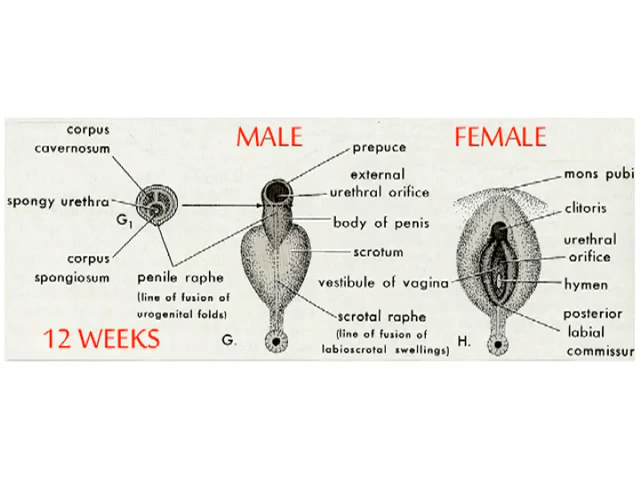 MALE
FEMALE
corpus
cavernosum
spongy urethra
G1
corpus
spongiosum
penile raphe
(line of fusion of
urogenital folds)
12 WEEKS
G.
prepuce
external
urethral orifice
body of penis
scrotum
vestibule of vagina
scrotal raphe
(line of fusion of
labioscrotal swellings)
H.
mons pubi
clitoris
urethral
orifice
hymen
posterior
labial
commissur